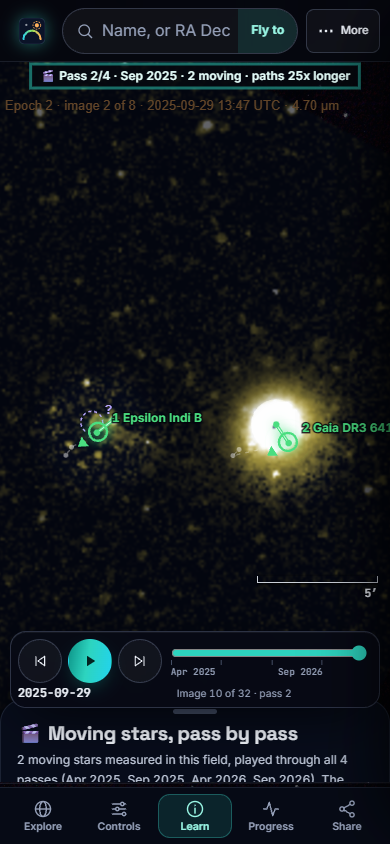 Name, or RA Dec
Fly to
··· More
🎬 Pass 2/4 · Sep 2025 · 2 moving · paths 25x longer
Epoch 2 · image 2 of 8 · 2025-09-29 13:47 UTC · 4.70 µm
?
1 Epsilon Indi B
2 Gaia DR3 641
5′
Apr 2025
Sep 2026
2025-09-29
Image 10 of 32 · pass 2
🎬 Moving stars, pass by pass
2 moving stars measured in this field, played through all 4
passes (Apr 2025, Sep 2025, Apr 2026, Sep 2026). The
Explore
Controls
Learn
Progress
Share